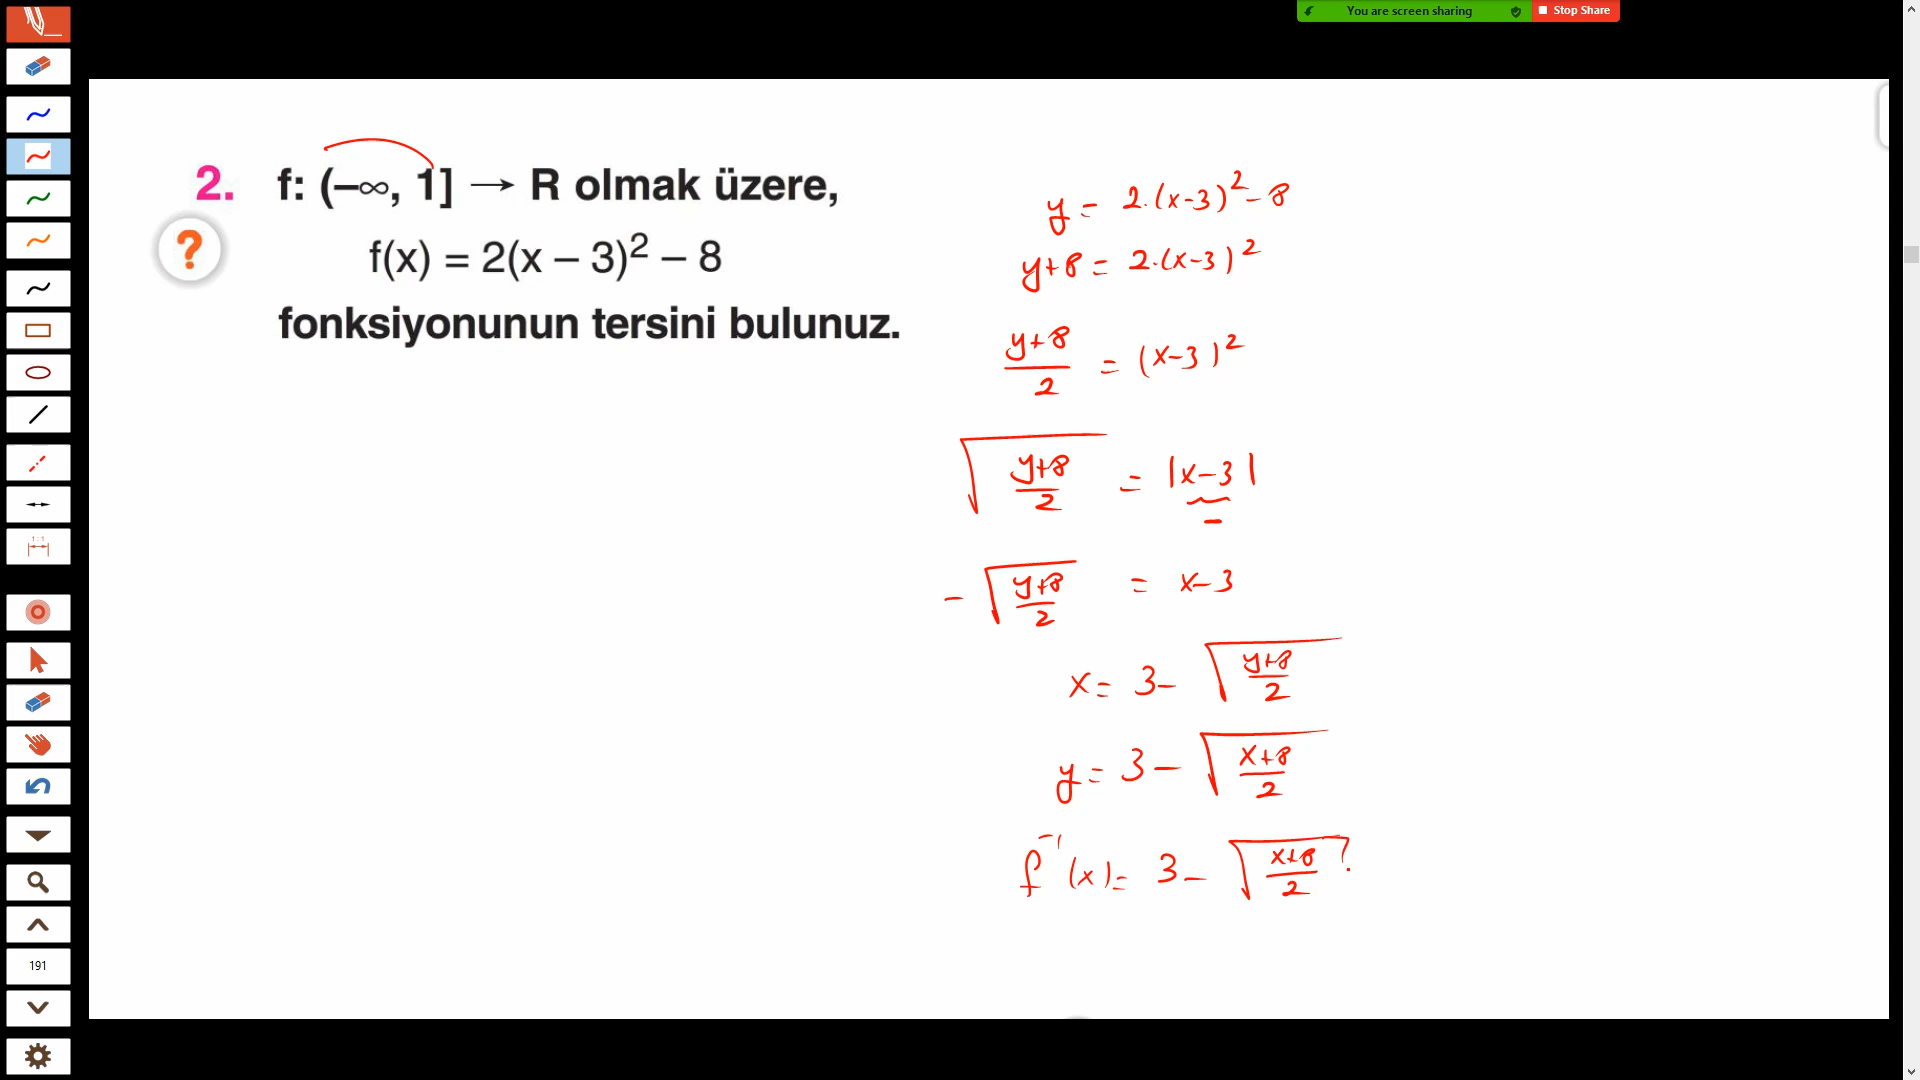 You are screen sharing
Stop Share
2. f: (–∞, 1] → R olmak üzere,
?
f(x) = 2(x – 3)² – 8
fonksiyonunun tersini bulunuz.
y = 2.(x-3)² - 8
y+8 = 2.(x-3)²
y+8/2 = (x-3)²
√(y+8/2) = |x-3|
-
- √(y+8/2) = x-3
x = 3 - √(y+8/2)
y = 3 - √(x+8/2)
f⁻¹(x) = 3 - √(x+8/2) ?
1:1
191